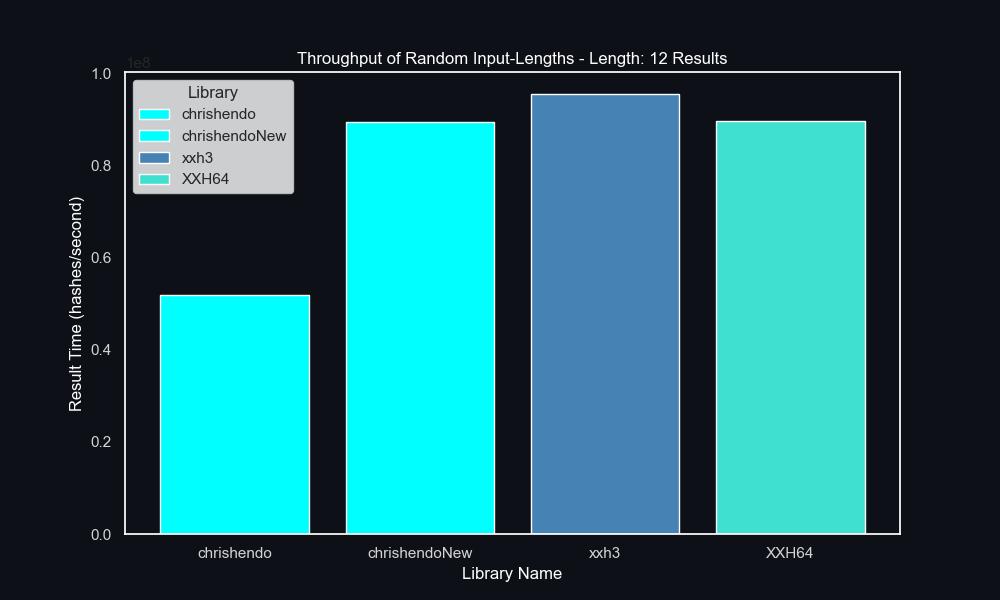 Throughput of Random Input-Lengths - Length: 12 Results
1e8
1.0
0.8
0.6
0.4
0.2
0.0
Result Time (hashes/second)
Library
chrishendo
chrishendoNew
xxh3
XXH64
chrishendo
chrishendoNew
xxh3
XXH64
Library Name